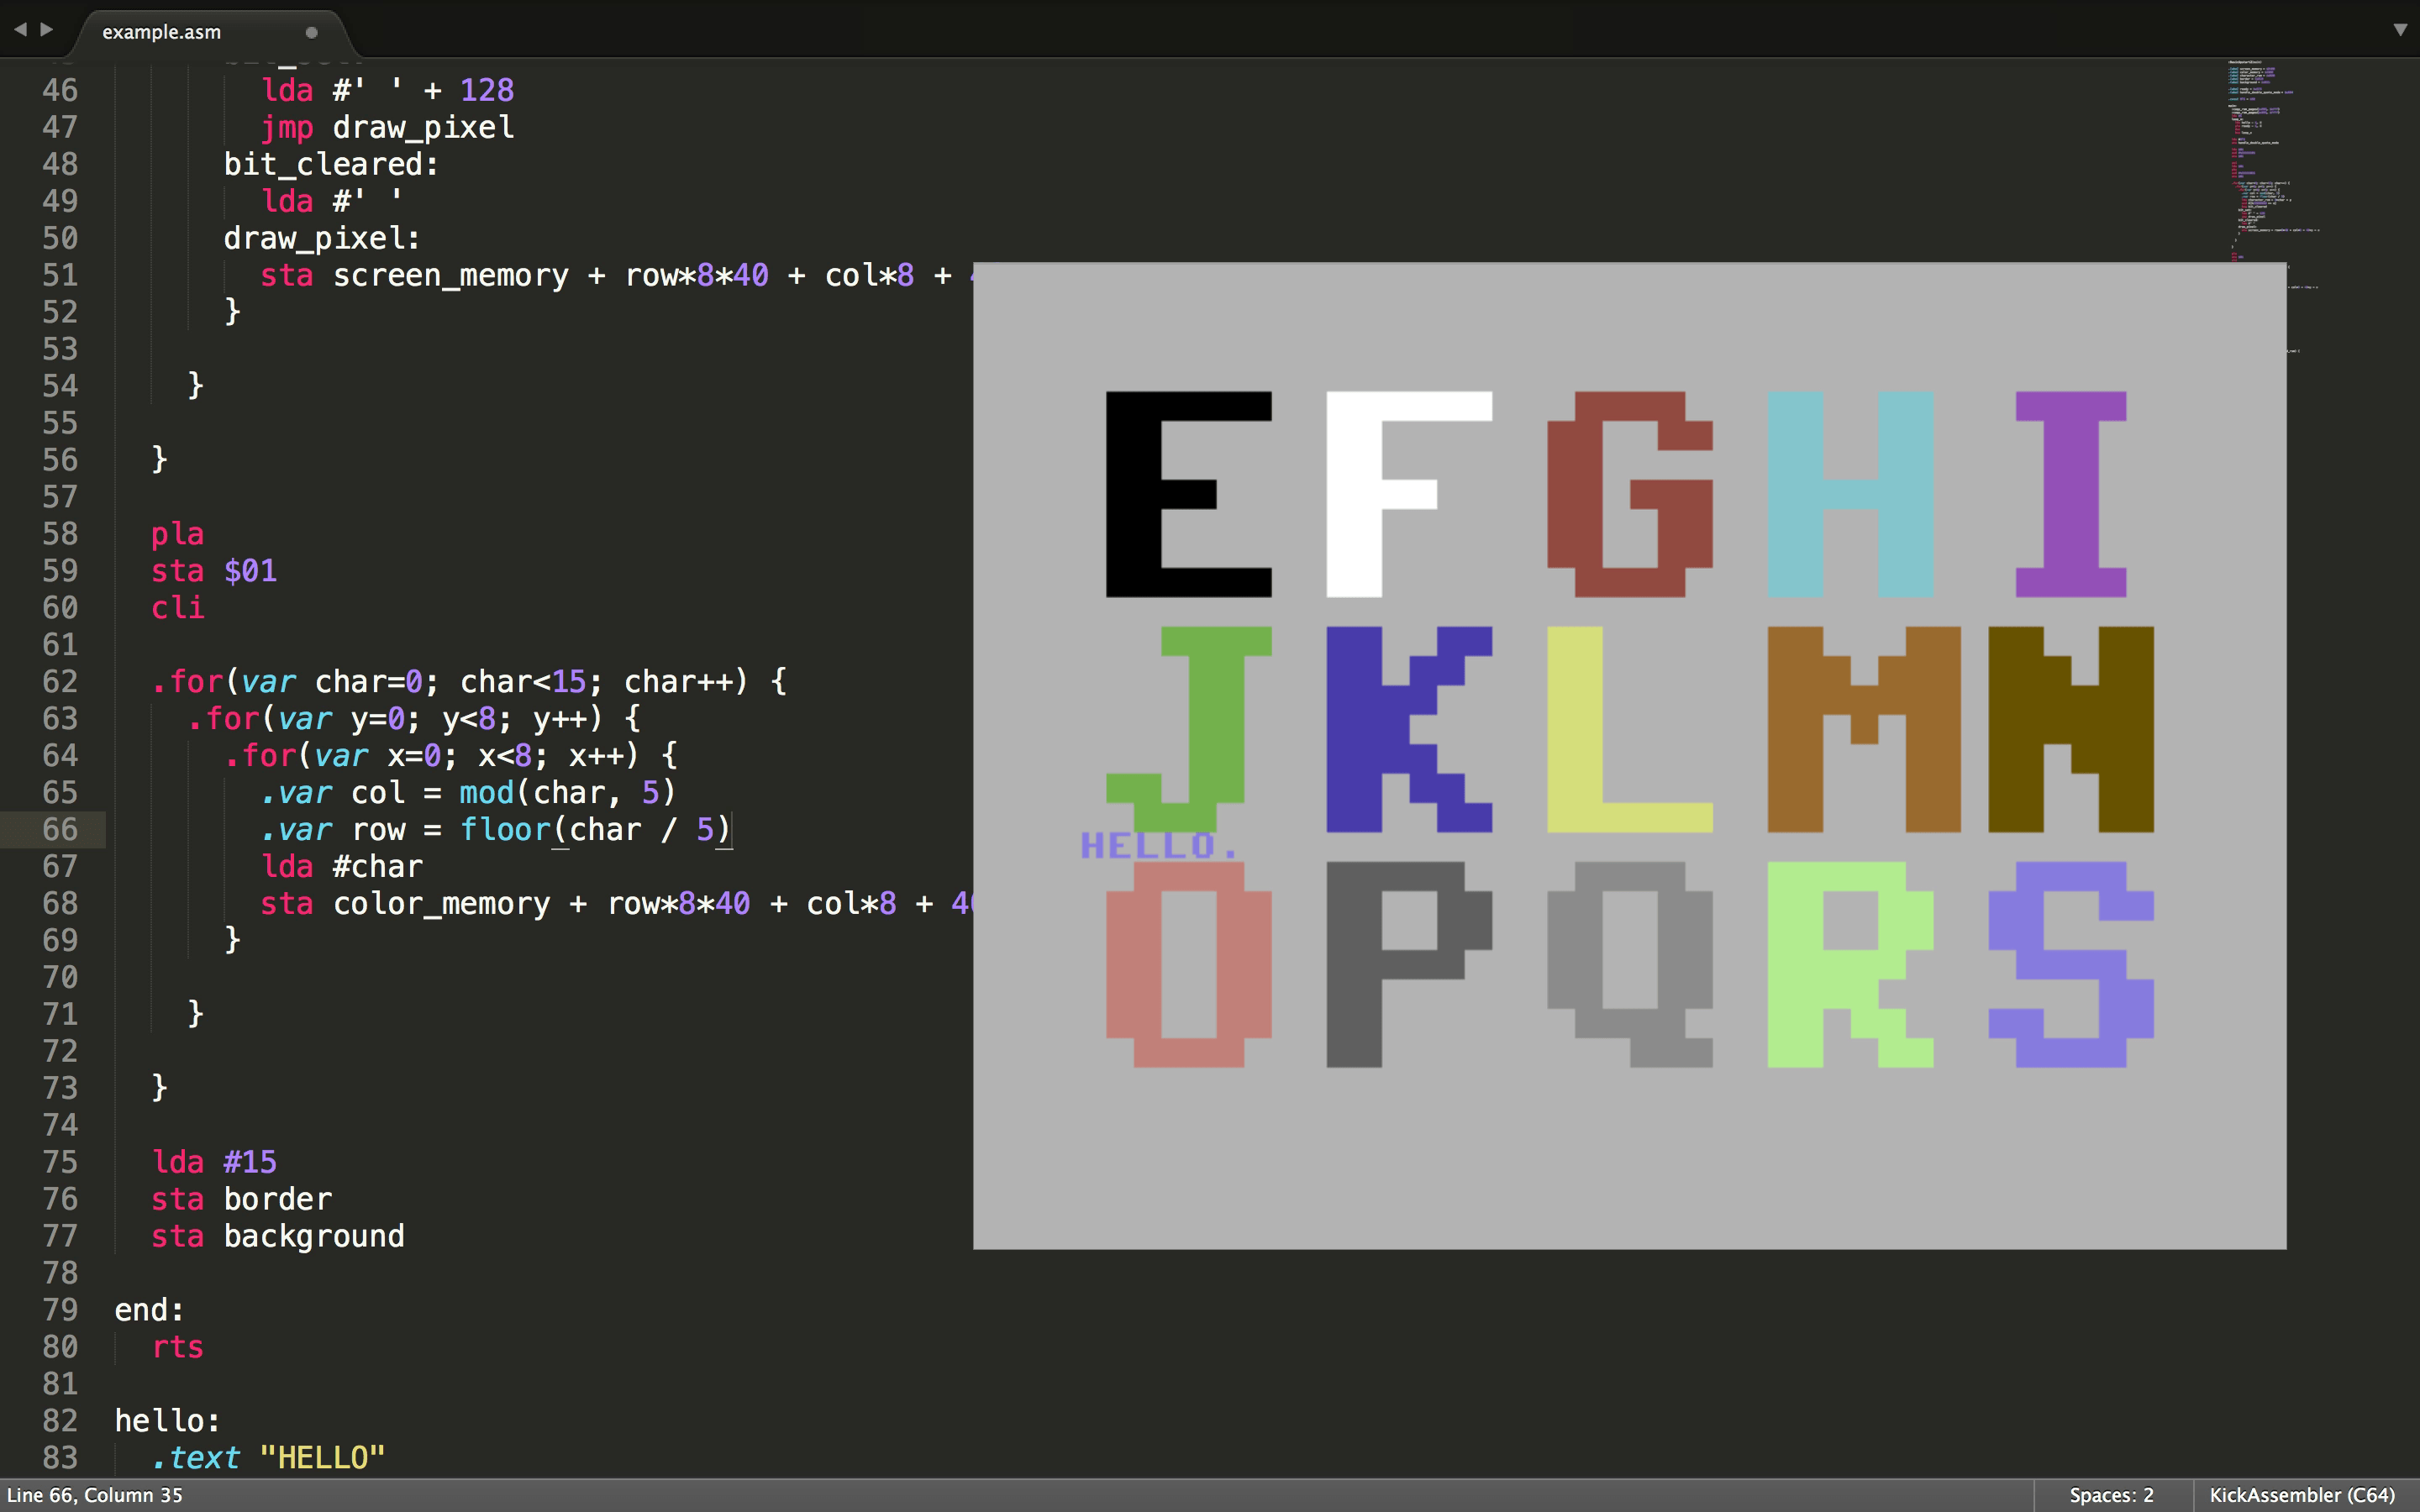 example.asm
46 lda #' ' + 128
47 jmp draw_pixel
48 bit_cleared:
49 lda #' '
50 draw_pixel:
51 sta screen_memory + row*8*40 + col*8 +
52 }
53
54 }
55
56 }
57
58 pla
59 sta $01
60 cli
61
62 .for(var char=0; char<15; char++) {
63 .for(var y=0; y<8; y++) {
64 .for(var x=0; x<8; x++) {
65 .var col = mod(char, 5)
66 .var row = floor(char / 5)
67 lda #char
68 sta color_memory + row*8*40 + col*8 + 4
69 }
70
71 }
72
73 }
74
75 lda #15
76 sta border
77 sta background
78
79 end:
80 rts
81
82 hello:
83 .text "HELLO"
E F G H I
J K L M N
HELLO.
O P Q R S
Line 66, Column 35
Spaces: 2
KickAssembler (C64)